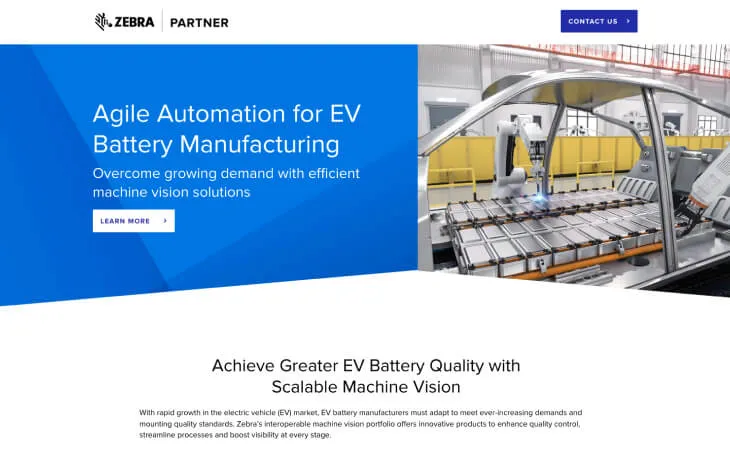 ZEBRA PARTNER
CONTACT US >
Agile Automation for EV
Battery Manufacturing
Overcome growing demand with efficient
machine vision solutions
LEARN MORE >
Achieve Greater EV Battery Quality with
Scalable Machine Vision
With rapid growth in the electric vehicle (EV) market, EV battery manufacturers must adapt to meet ever-increasing demands and
mounting quality standards. Zebra's interoperable machine vision portfolio offers innovative products to enhance quality control,
streamline processes and boost visibility at every stage.